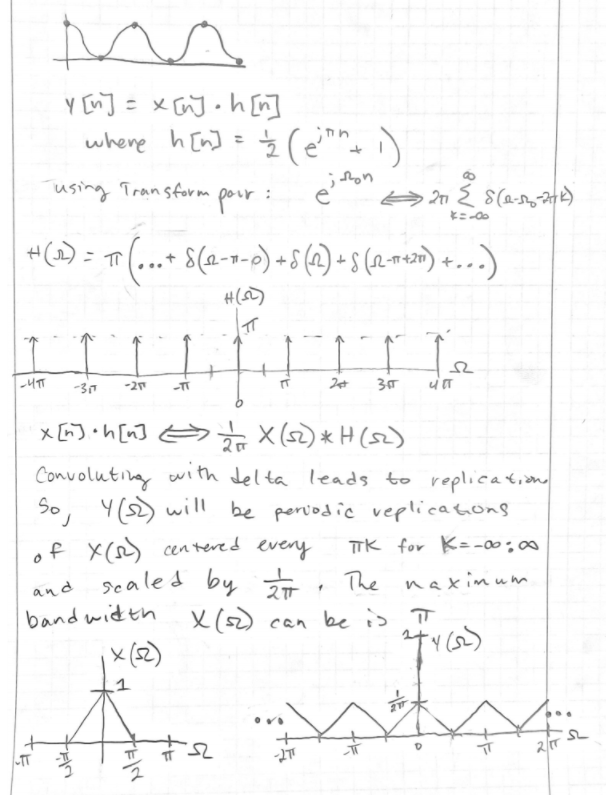 y[n] = x[n] · h[n]
where h[n] = 1/2 (e^{jπn} + 1)
using Transform pair : e^{jΩ₀n} ⟺ 2π ∑_{k=-∞}^{∞} δ(Ω-Ω₀-2πk)
H(Ω) = π (...+ δ(Ω-π-0) + δ(Ω) + δ(Ω-π+2π) + ...)
H(Ω)
π
-4π -3π -2π -π 0 π 2π 3π 4π Ω
x[n]·h[n] ⟺ 1/2π X(Ω) * H(Ω)
Convoluting with delta leads to replication
So, Y(Ω) will be periodic replications
of X(Ω) centered every πK for K=-∞:∞
and scaled by 1/2π . The maximum
bandwidth X(Ω) can be is π/2
X(Ω)
1
-π -π/2 π/2 π Ω
Y(Ω)
1/2π
... ...
-2π -π 0 π 2π Ω